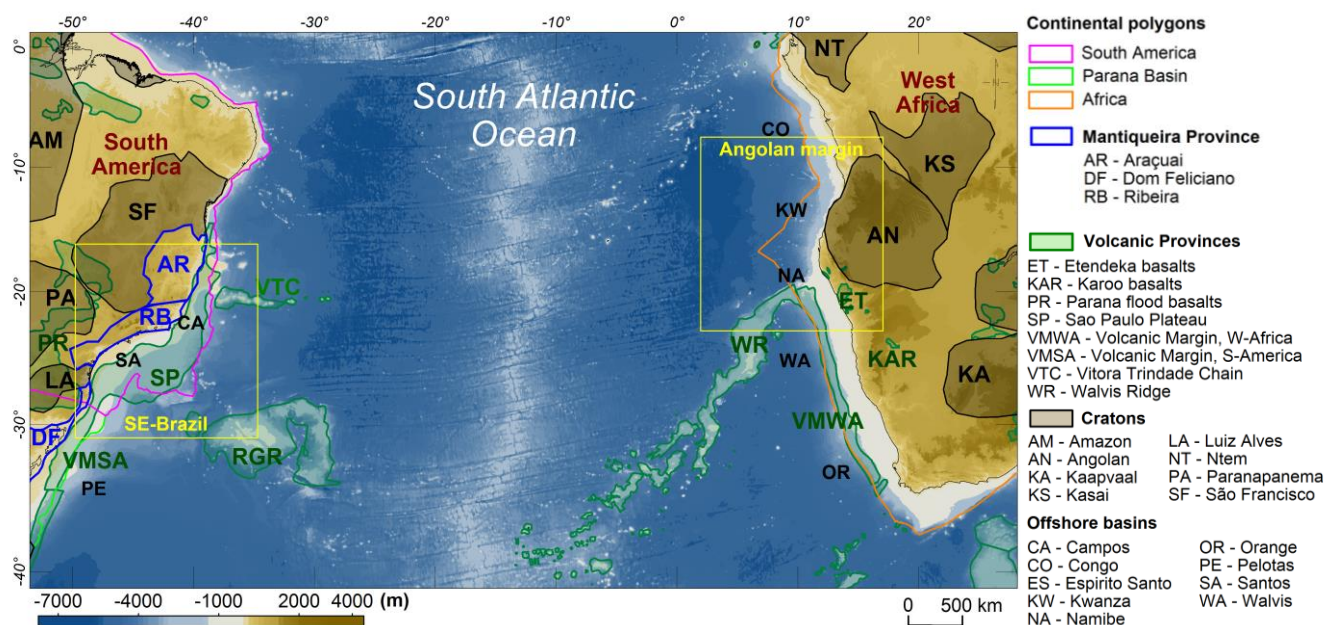 -50° -40° -30° -20° -10° 0° 10° 20°
0°
-10°
-20°
-30°
-40°
South Atlantic
Ocean
South
America
West
Africa
AM
SF
AR
RB
PA
PR
LA
DF
CA
SA
SP
VTC
SE-Brazil
VMSA
PE
RGR
NT
CO
Angolan margin
KS
KW
AN
NA
ET
WR
WA
KAR
KA
VMWA
OR
-7000 -4000 -1000 2000 4000 (m)
0 500 km
Continental polygons
South America
Parana Basin
Africa
Mantiqueira Province
AR - Araçuai
DF - Dom Feliciano
RB - Ribeira
Volcanic Provinces
ET - Etendeka basalts
KAR - Karoo basalts
PR - Parana flood basalts
SP - Sao Paulo Plateau
VMWA - Volcanic Margin, W-Africa
VMSA - Volcanic Margin, S-America
VTC - Vitora Trindade Chain
WR - Walvis Ridge
Cratons
AM - Amazon LA - Luiz Alves
AN - Angolan NT - Ntem
KA - Kaapvaal PA - Paranapanema
KS - Kasai SF - São Francisco
Offshore basins
CA - Campos OR - Orange
CO - Congo PE - Pelotas
ES - Espirito Santo SA - Santos
KW - Kwanza WA - Walvis
NA - Namibe